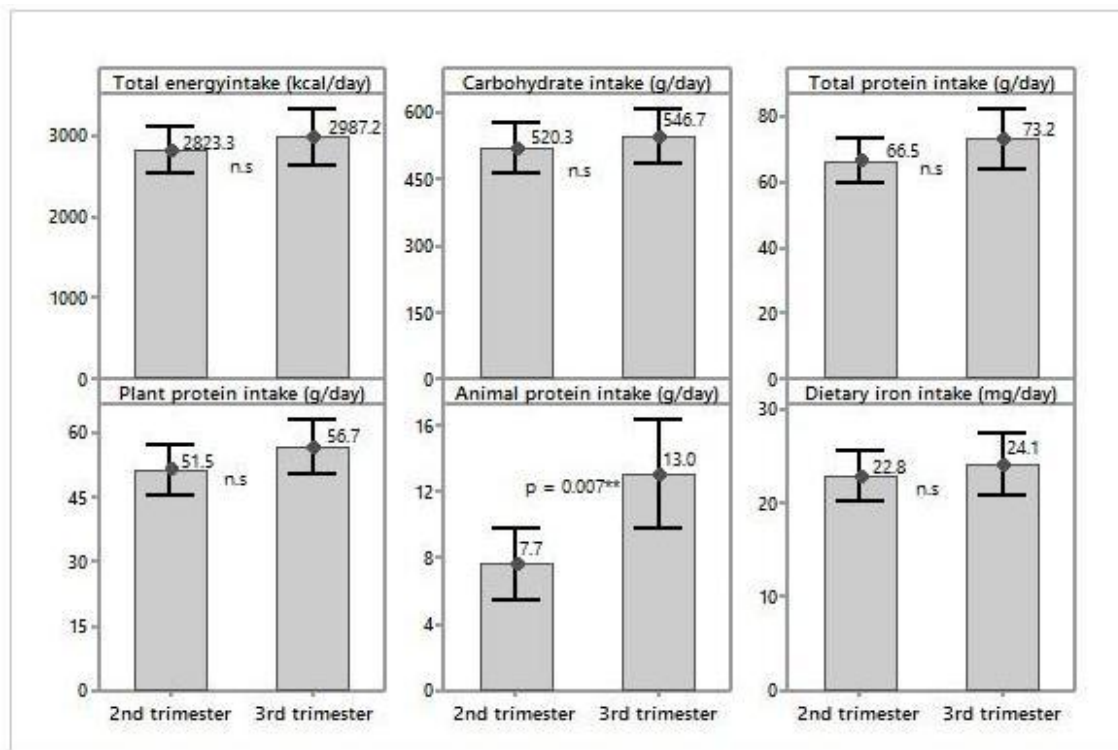 Total energyintake (kcal/day)
3000
2000
1000
0
2823.3
n.s
2987.2
Carbohydrate intake (g/day)
600
450
300
150
0
520.3
n.s
546.7
Total protein intake (g/day)
80
60
40
20
0
66.5
n.s
73.2
Plant protein intake (g/day)
60
45
30
15
0
51.5
n.s
56.7
2nd trimester 3rd trimester
Animal protein intake (g/day)
16
12
8
4
0
7.7
p = 0.007**
13.0
2nd trimester 3rd trimester
Dietary iron intake (mg/day)
30
20
10
0
22.8
n.s
24.1
2nd trimester 3rd trimester